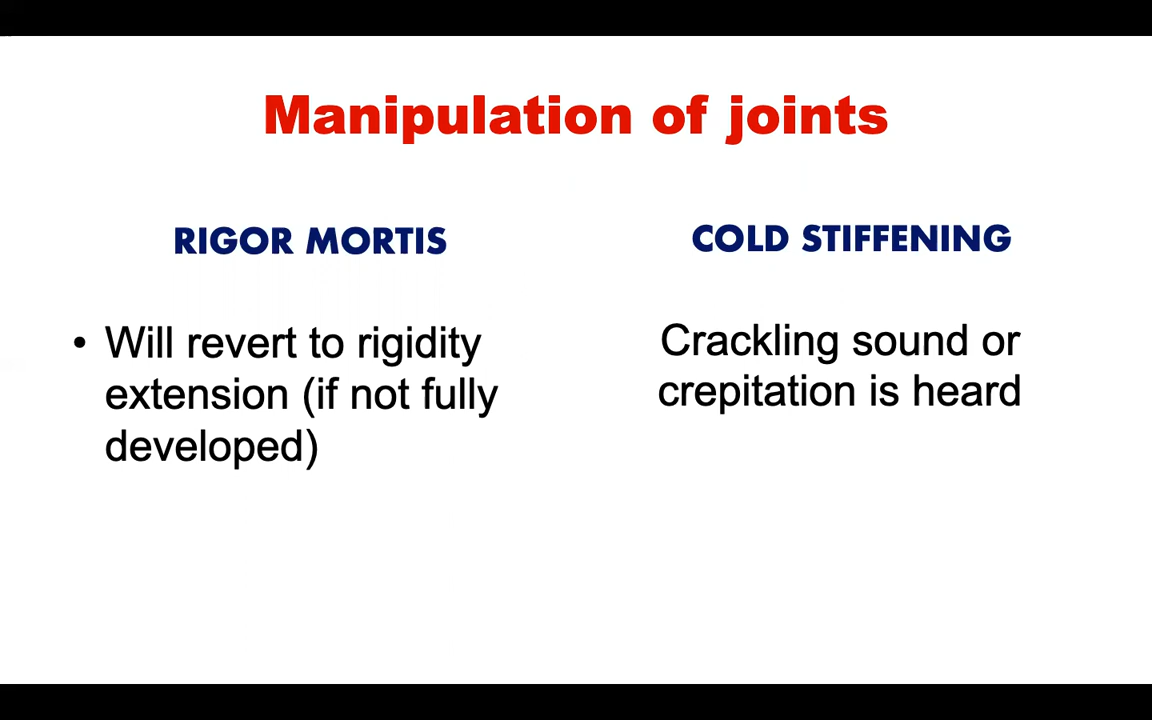 Manipulation of joints
RIGOR MORTIS
• Will revert to rigidity
extension (if not fully
developed)
COLD STIFFENING
Crackling sound or
crepitation is heard